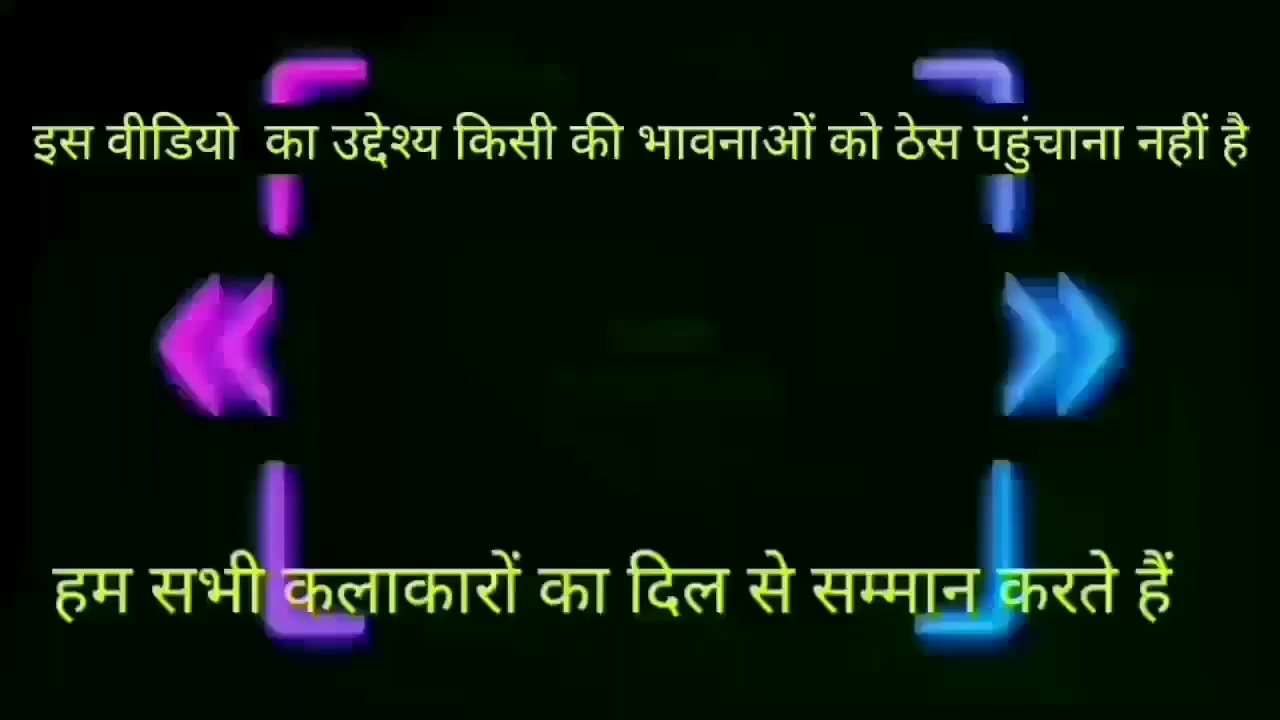 इस वीडियो का उद्देश्य किसी की भावनाओं को ठेस पहुंचाना नहीं है
हम सभी कलाकारों का दिल से सम्मान करते हैं